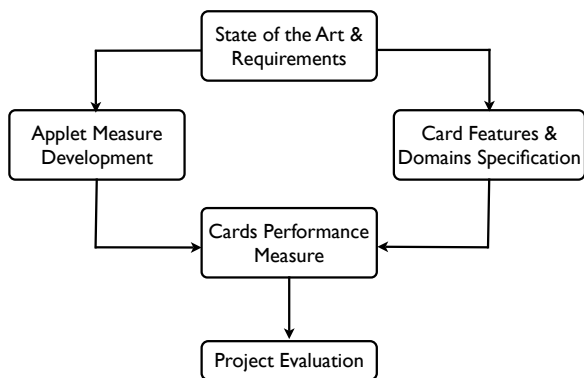 State of the Art &
Requirements
Applet Measure
Development
Card Features &
Domains Specification
Cards Performance
Measure
Project Evaluation